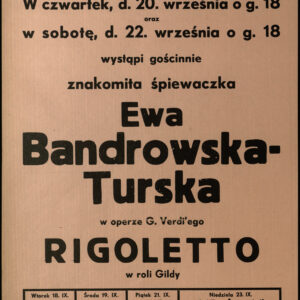 W czwartek, d. 20. września o g. 18
oraz
w sobotę, d. 22. września o g. 18
wystąpi gościnnie
znakomita śpiewaczka
Ewa
Bandrowska-
Turska
w operze G. Verdi'ego
RIGOLETTO
w roli Gildy
Wtorek 18. IX. Środa 19. IX. Piątek 21. IX. Niedziela 23. IX.